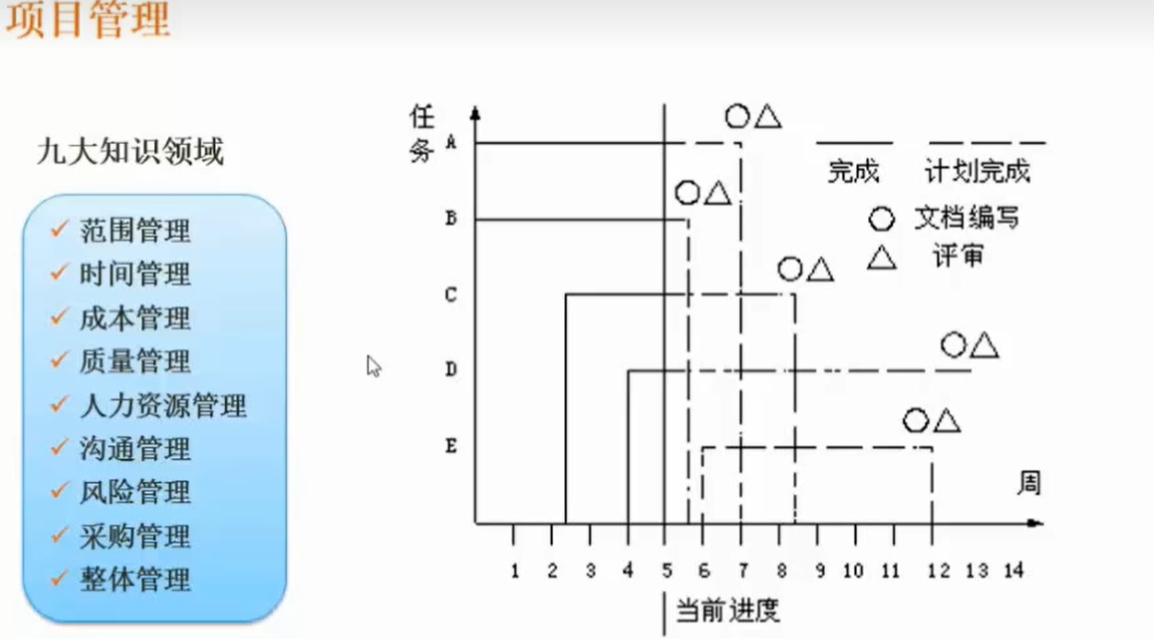 项目管理
九大知识领域
范围管理
时间管理
成本管理
质量管理
人力资源管理
沟通管理
风险管理
采购管理
整体管理
任务
A
B
C
D
E
完成 计划完成
文档编写
评审
周
1 2 3 4 5 6 7 8 9 10 11 12 13 14
当前进度